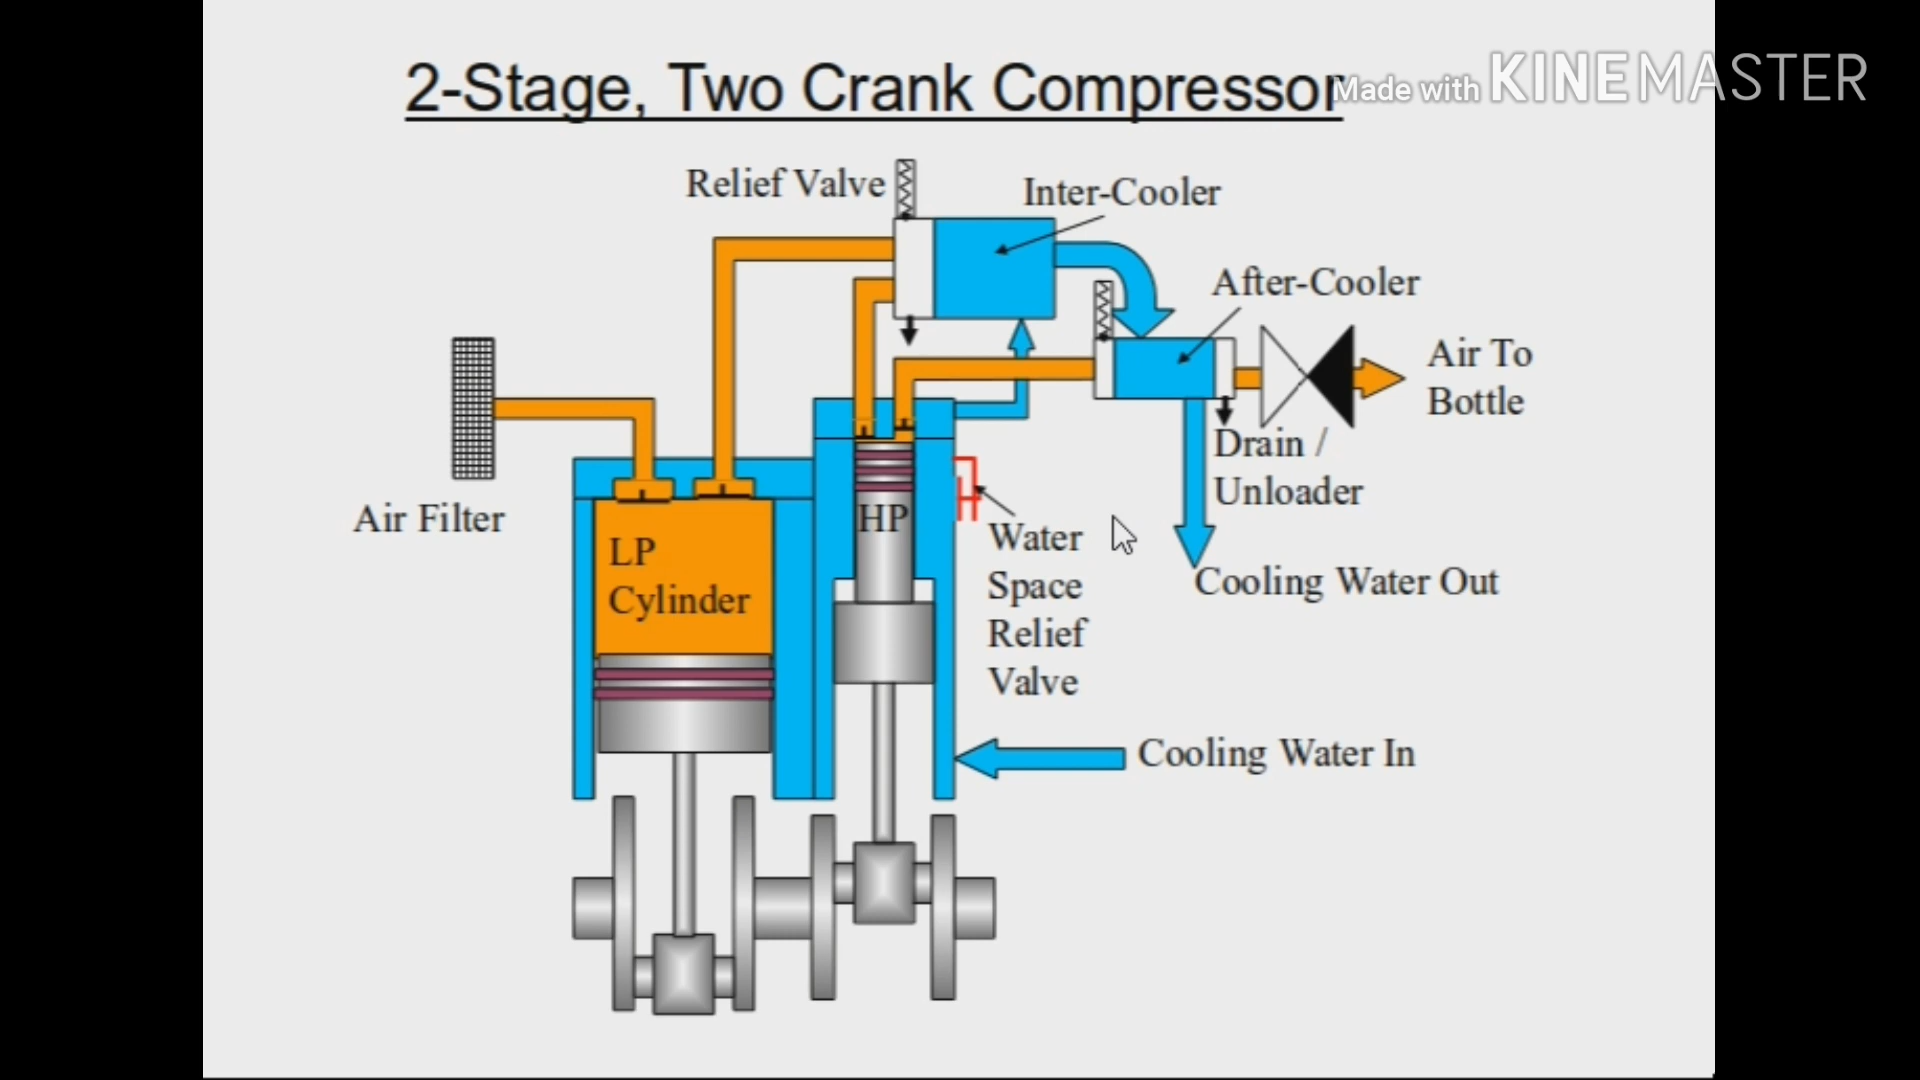 2-Stage, Two Crank Compressor
Made with KINEMASTER
Relief Valve
Inter-Cooler
After-Cooler
Air To
Bottle
Drain /
Unloader
Air Filter
LP
Cylinder
HP
Water
Space
Relief
Valve
Cooling Water Out
Cooling Water In